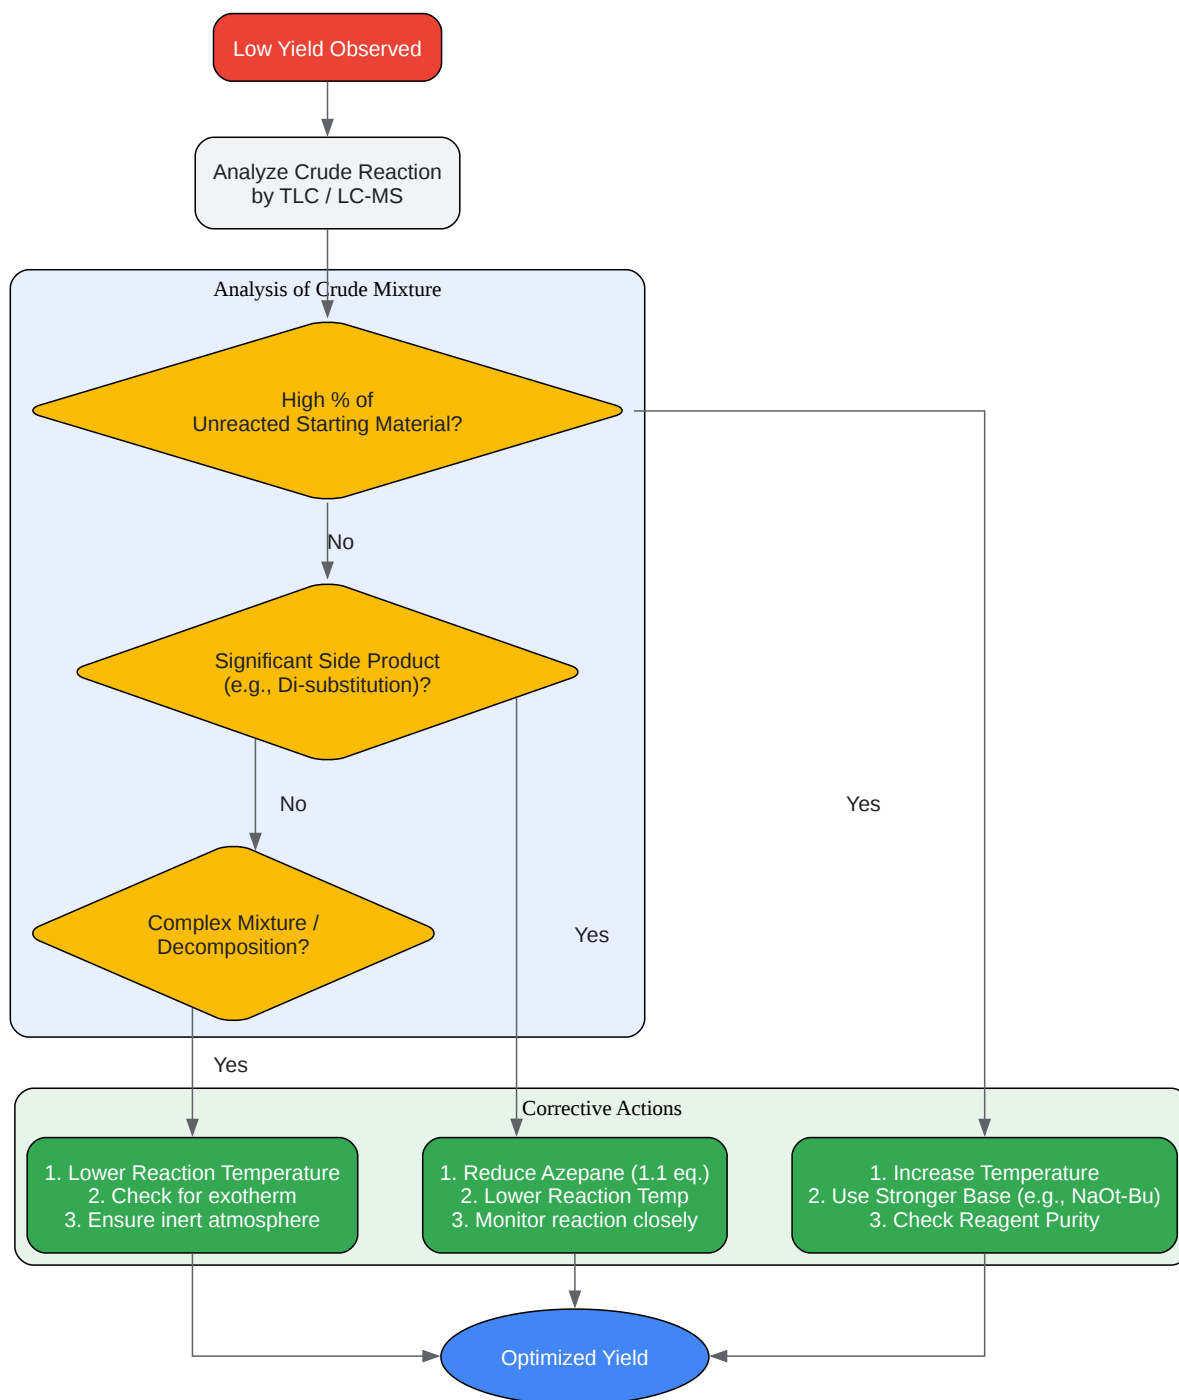 Low Yield Observed
Analyze Crude Reaction
by TLC / LC-MS
Analysis of Crude Mixture
High % of
Unreacted Starting Material?
No
Significant Side Product
(e.g., Di-substitution)?
No
Yes
Complex Mixture /
Decomposition?
Yes
Yes
Corrective Actions
1. Lower Reaction Temperature
2. Check for exotherm
3. Ensure inert atmosphere
1. Reduce Azepane (1.1 eq.)
2. Lower Reaction Temp
3. Monitor reaction closely
1. Increase Temperature
2. Use Stronger Base (e.g., NaOt-Bu)
3. Check Reagent Purity
Optimized Yield